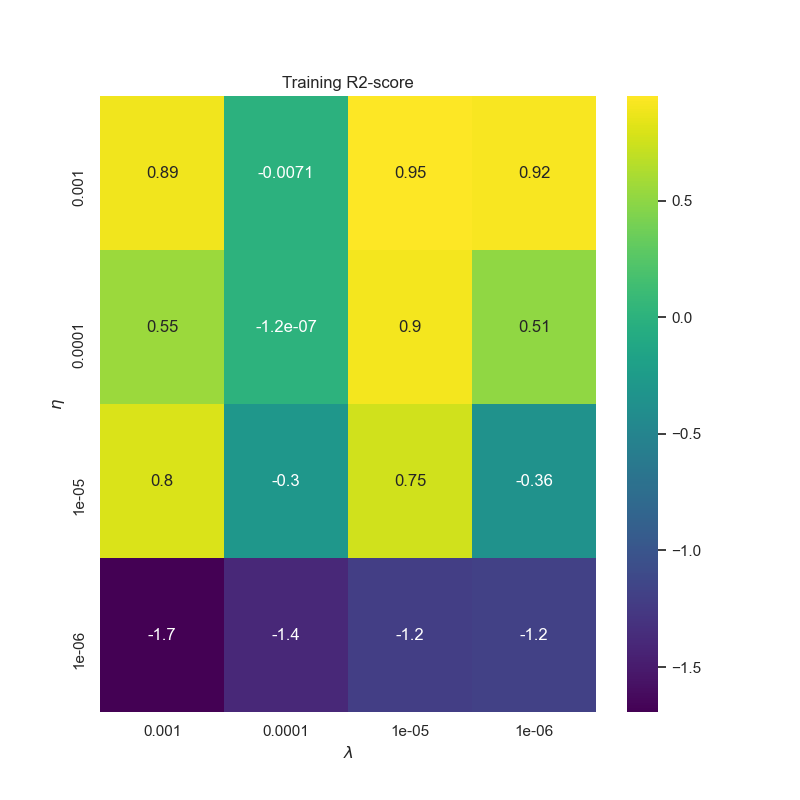 Training R2-score
0.001 0.89 -0.0071 0.95 0.92
0.0001 0.55 -1.2e-07 0.9 0.51
1e-05 0.8 -0.3 0.75 -0.36
1e-06 -1.7 -1.4 -1.2 -1.2
η
0.001 0.0001 1e-05 1e-06
λ
0.5
0.0
−0.5
−1.0
−1.5